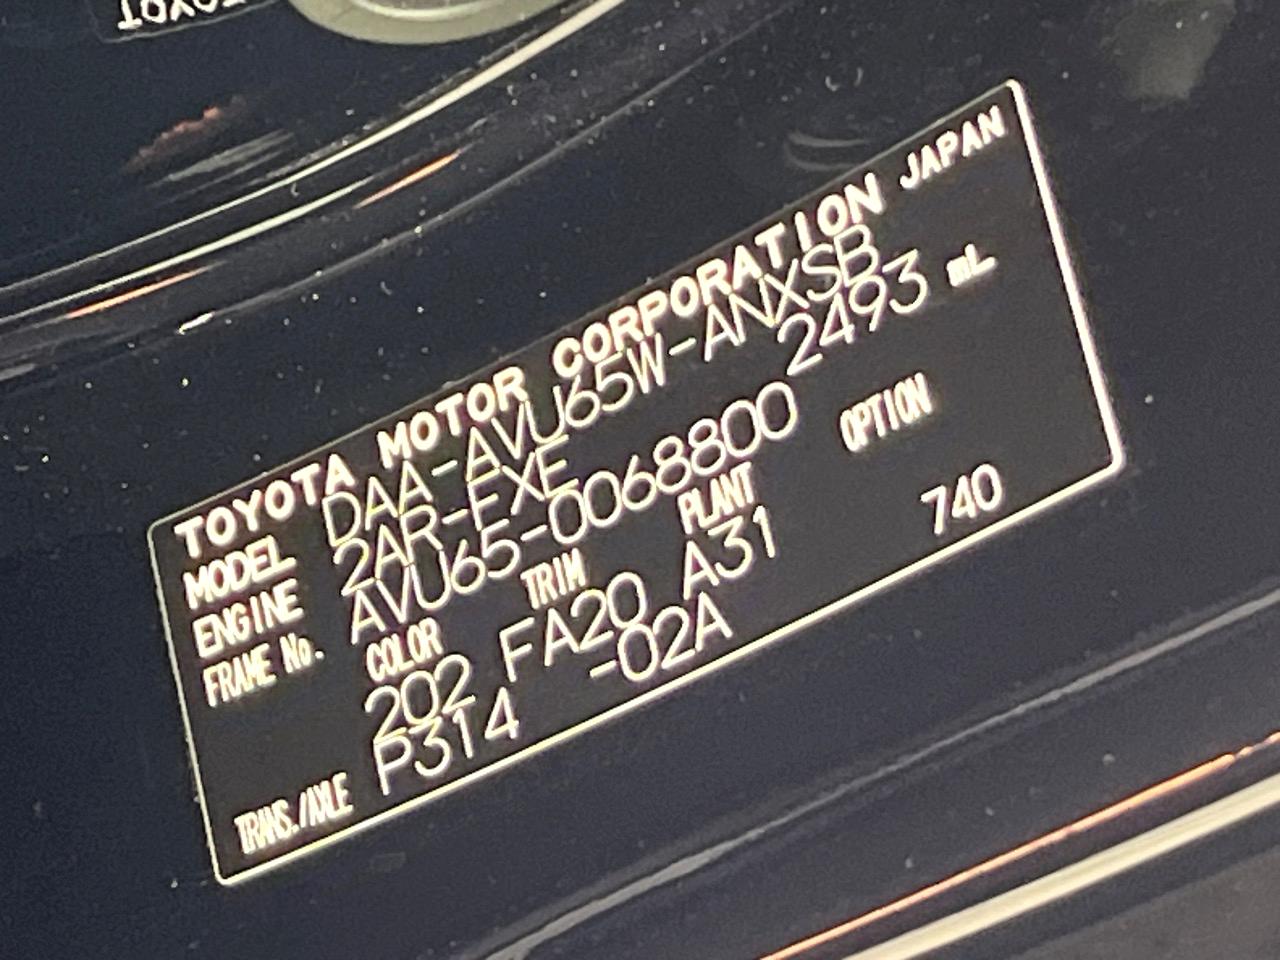 TOYOTA MOTOR CORPORATION JAPAN
MODEL DAA-AVU65W-ANXSB
ENGINE 2AR-FXE 2493 mL
FRAME No. AVU65-0068800
COLOR TRIM PLANT OPTION
202 FA20 A31 740
TRANS./AXLE P314 -02A